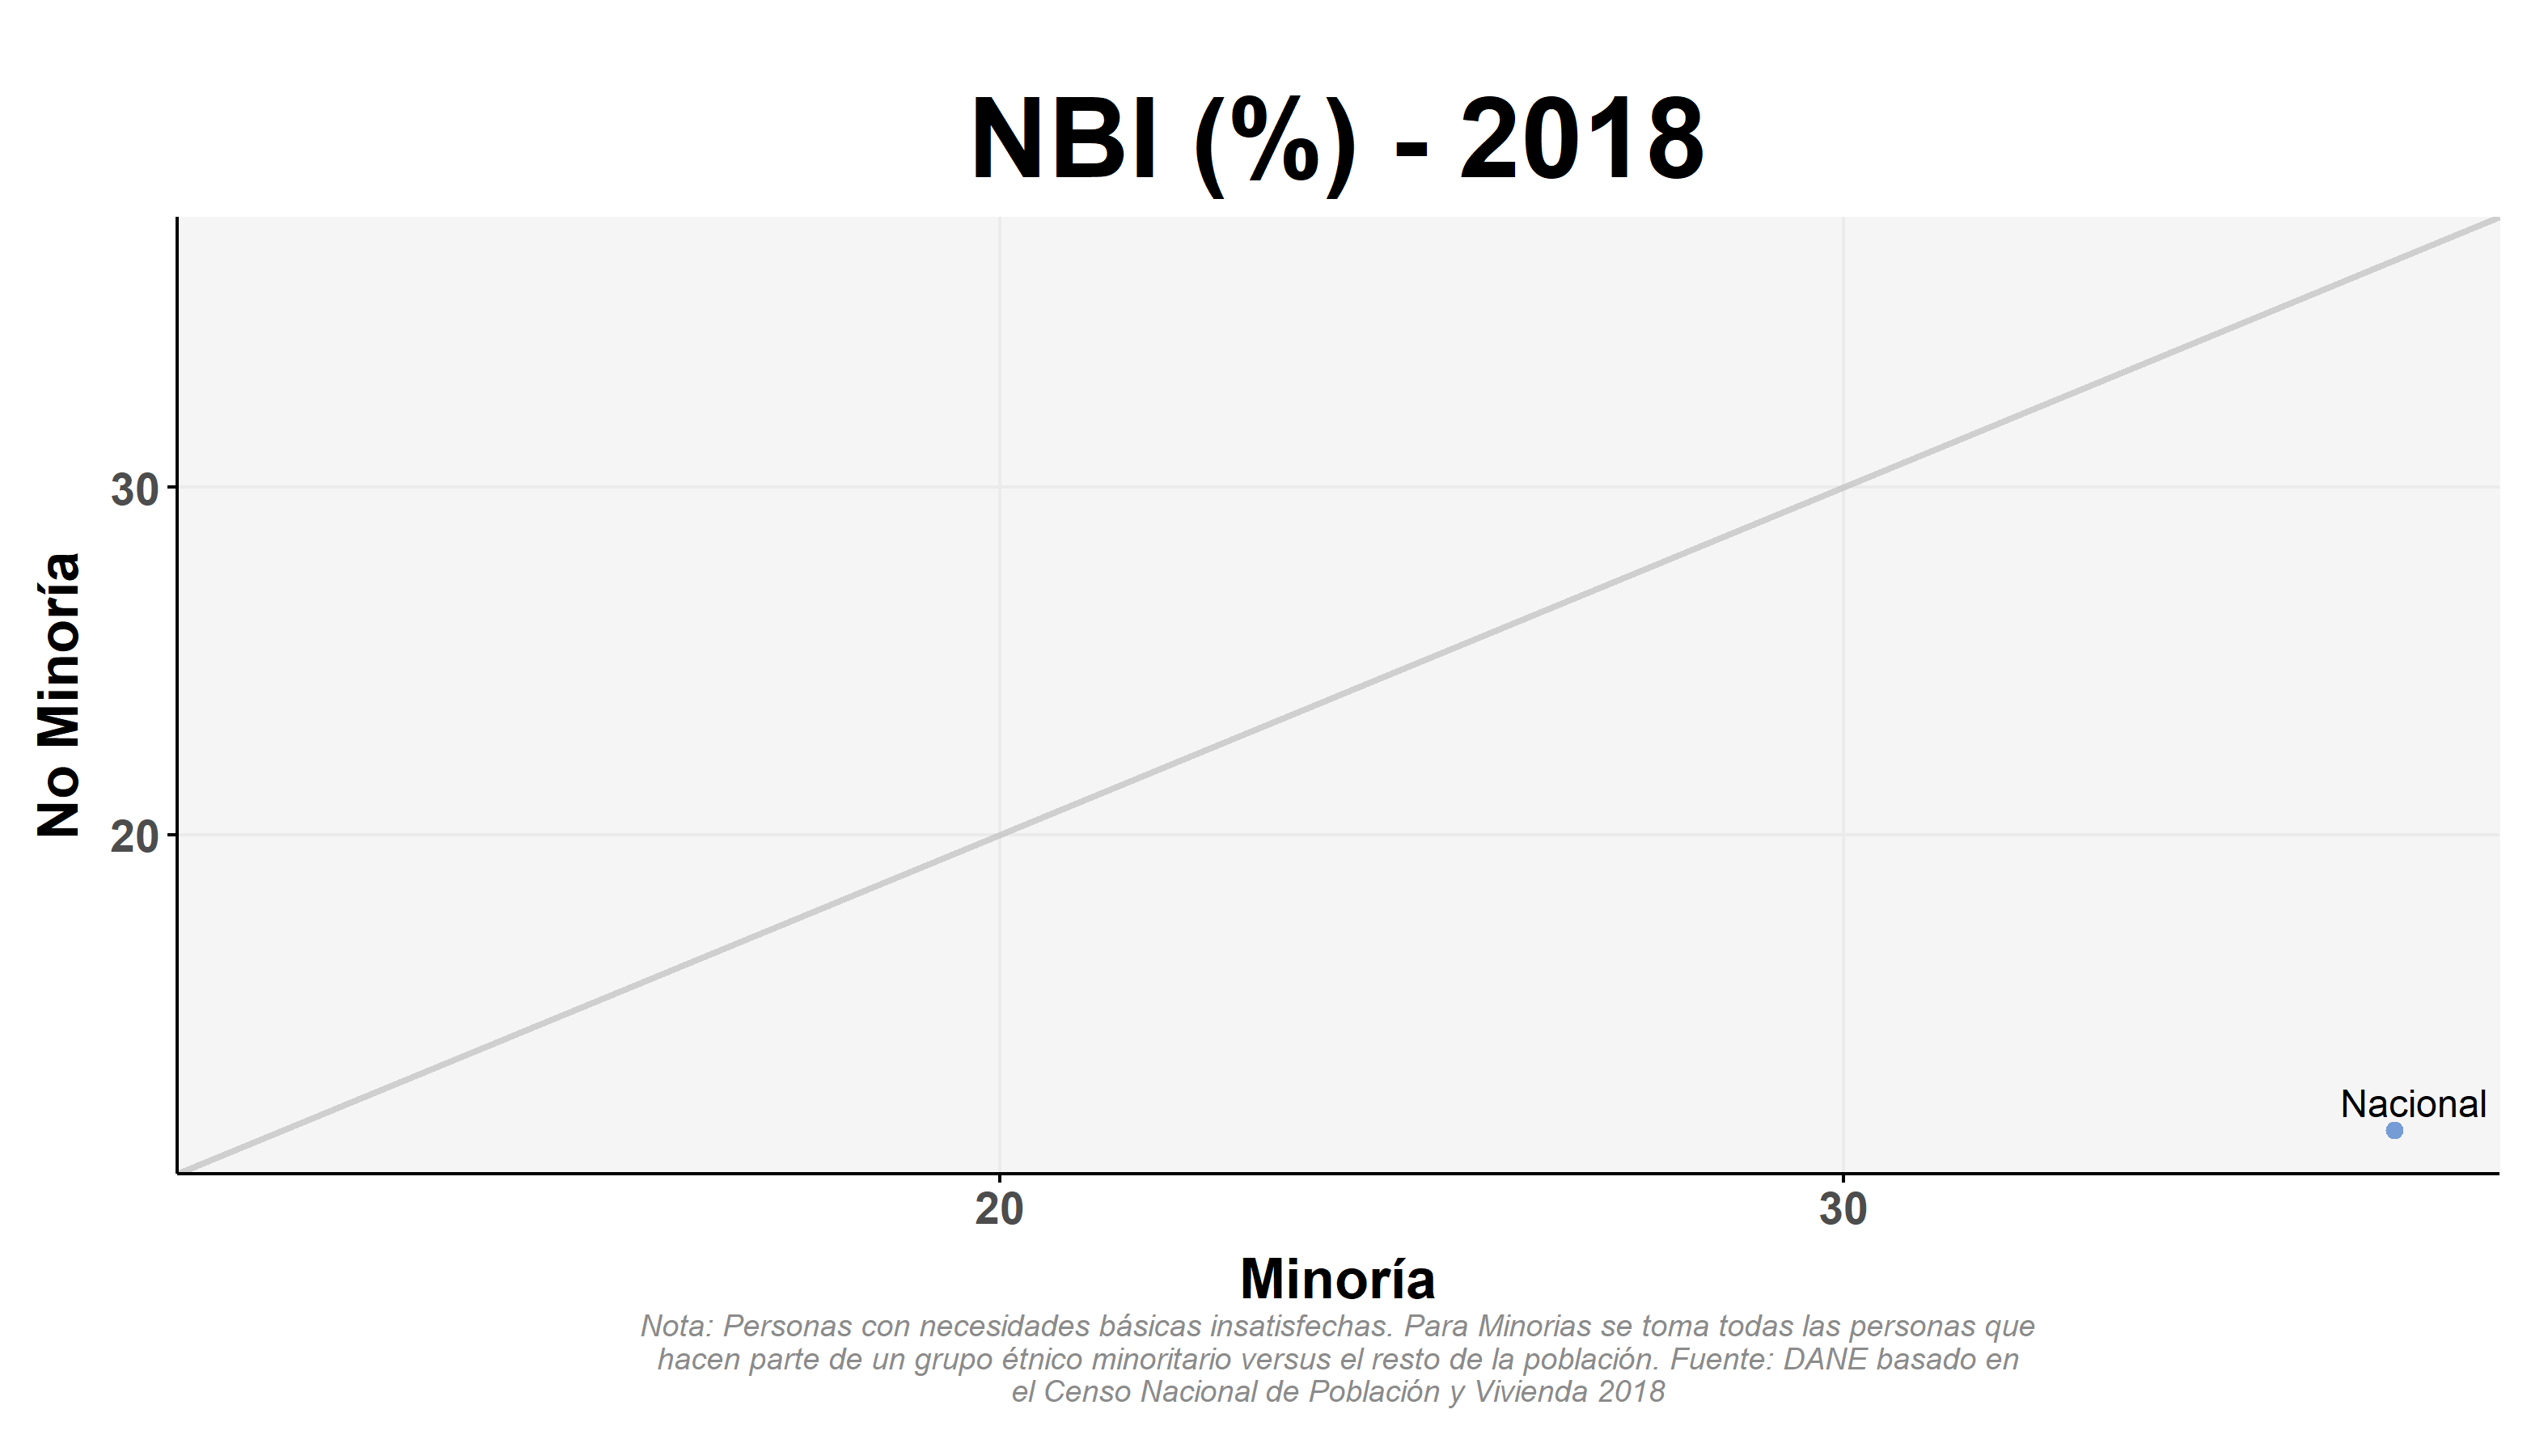 NBI (%) - 2018
30
20
No Minoría
Nacional
20
30
Minoría
Nota: Personas con necesidades básicas insatisfechas. Para Minorias se toma todas las personas que
hacen parte de un grupo étnico minoritario versus el resto de la población. Fuente: DANE basado en
el Censo Nacional de Población y Vivienda 2018